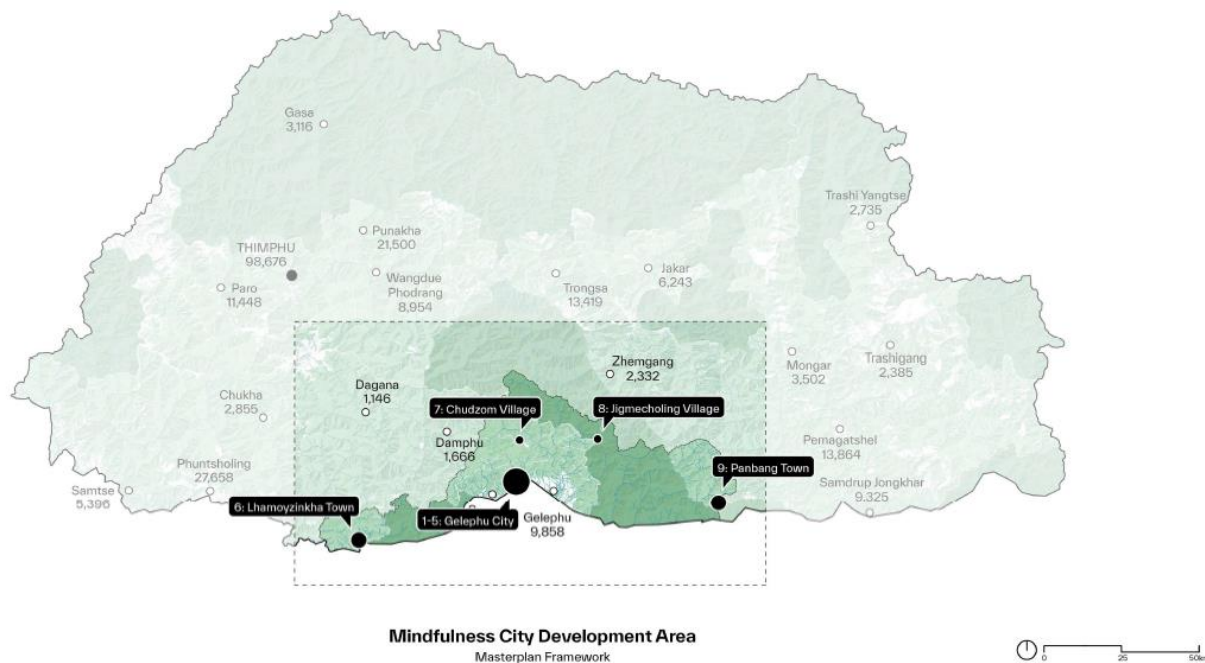 Gasa
3,116
Trashi Yangtse
2,735
Punakha
21,500
THIMPHU
98,676
Jakar
6,243
Wangdue
Phodrang
8,954
Trongsa
13,419
Paro
11,448
Zhemgang
2,332
Mongar
3,502
Trashigang
2,385
Dagana
1,146
Chukha
2,855
7: Chudzom Village
8: Jigmecholing Village
Damphu
1,666
Pemagatshel
13,864
Phuntsholing
27,658
9: Panbang Town
Samtse
5,396
Samdrup Jongkhar
9.325
6: Lhamoyzinkha Town
1-5: Gelephu City
Gelephu
9,858
Mindfulness City Development Area
Masterplan Framework
0 25